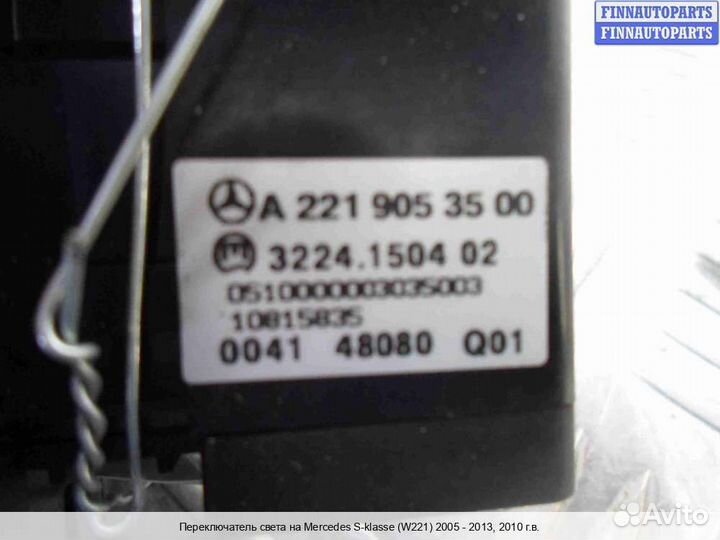 FINNAUTOPARTS
FINNAUTOPARTS
A 221 905 35 00
3224.1504 02
0510000003035003
10815835
0041 48080 Q01
Avito
Переключатель света на Mercedes S-klasse (W221) 2005 - 2013, 2010 г.в.